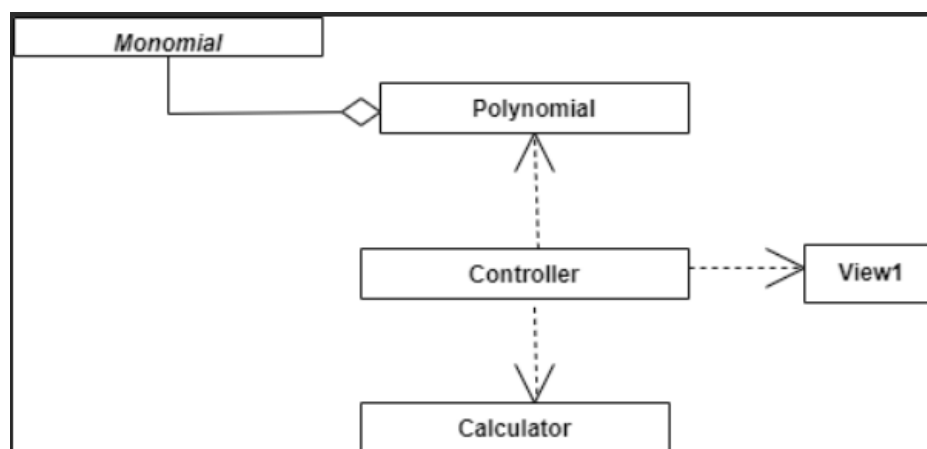 Monomial
Polynomial
Controller
View1
Calculator